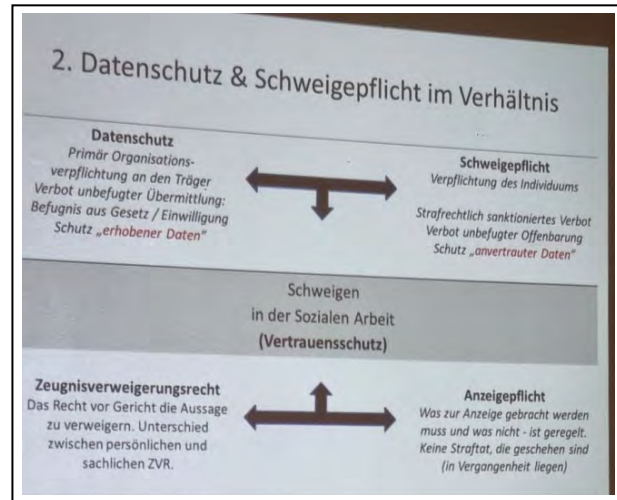 2. Datenschutz & Schweigepflicht im Verhältnis
Datenschutz
Primär Organisations-
verpflichtung an den Träger
Verbot unbefugter Übermittlung:
Befugnis aus Gesetz / Einwilligung
Schutz „erhobener Daten"
Schweigepflicht
Verpflichtung des Individuums
Strafrechtlich sanktioniertes Verbot
Verbot unbefugter Offenbarung
Schutz „anvertrauter Daten"
Schweigen
in der Sozialen Arbeit
(Vertrauensschutz)
Zeugnisverweigerungsrecht
Das Recht vor Gericht die Aussage
zu verweigern. Unterschied
zwischen persönlichen und
sachlichen ZVR.
Anzeigepflicht
Was zur Anzeige gebracht werden
muss und was nicht - ist geregelt.
Keine Straftat, die geschehen sind
(in Vergangenheit liegen)